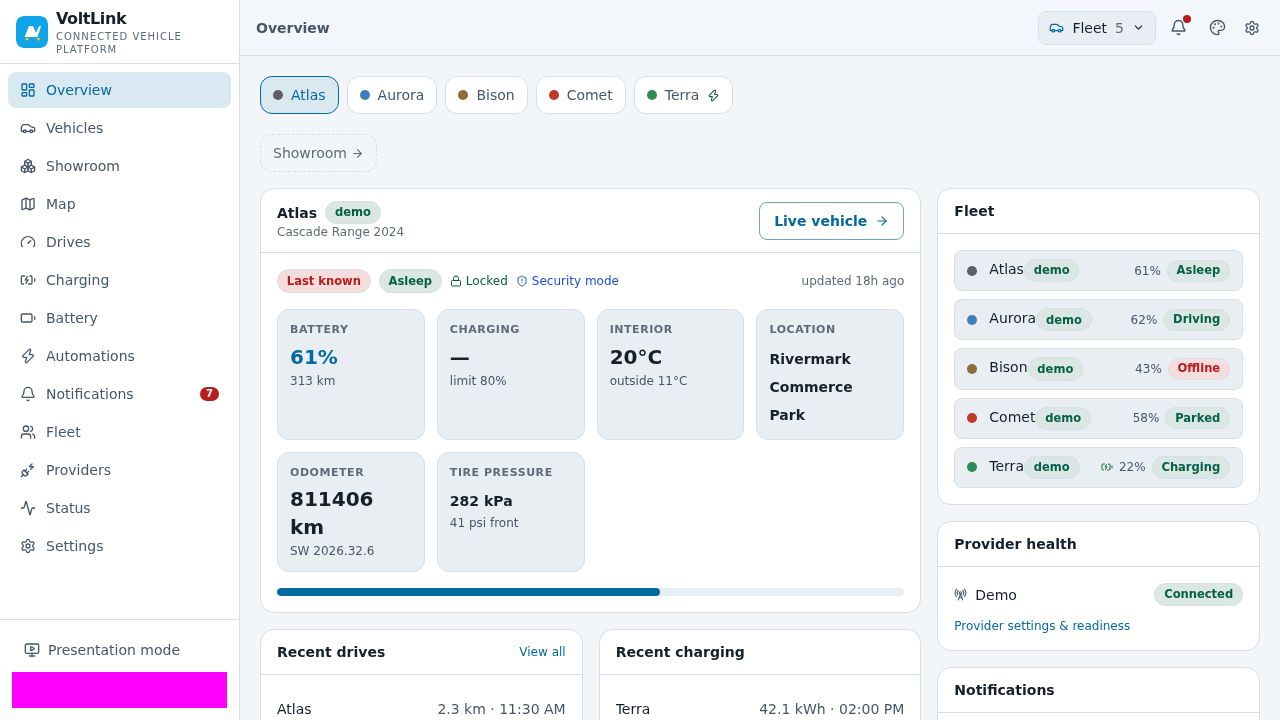 VoltLink
CONNECTED VEHICLE
PLATFORM
Overview
Vehicles
Showroom
Map
Drives
Charging
Battery
Automations
Notifications 7
Fleet
Providers
Status
Settings
Presentation mode
Overview
Fleet 5
Atlas
Aurora
Bison
Comet
Terra
Showroom →
Atlas demo
Cascade Range 2024
Live vehicle →
Last known Asleep Locked Security mode updated 18h ago
BATTERY
61%
313 km
CHARGING
—
limit 80%
INTERIOR
20°C
outside 11°C
LOCATION
Rivermark
Commerce
Park
ODOMETER
811406
km
SW 2026.32.6
TIRE PRESSURE
282 kPa
41 psi front
Recent drives View all
Atlas 2.3 km · 11:30 AM
Recent charging
Terra 42.1 kWh · 02:00 PM
Fleet
Atlas demo 61% Asleep
Aurora demo 62% Driving
Bison demo 43% Offline
Comet demo 58% Parked
Terra demo 22% Charging
Provider health
Demo Connected
Provider settings & readiness
Notifications